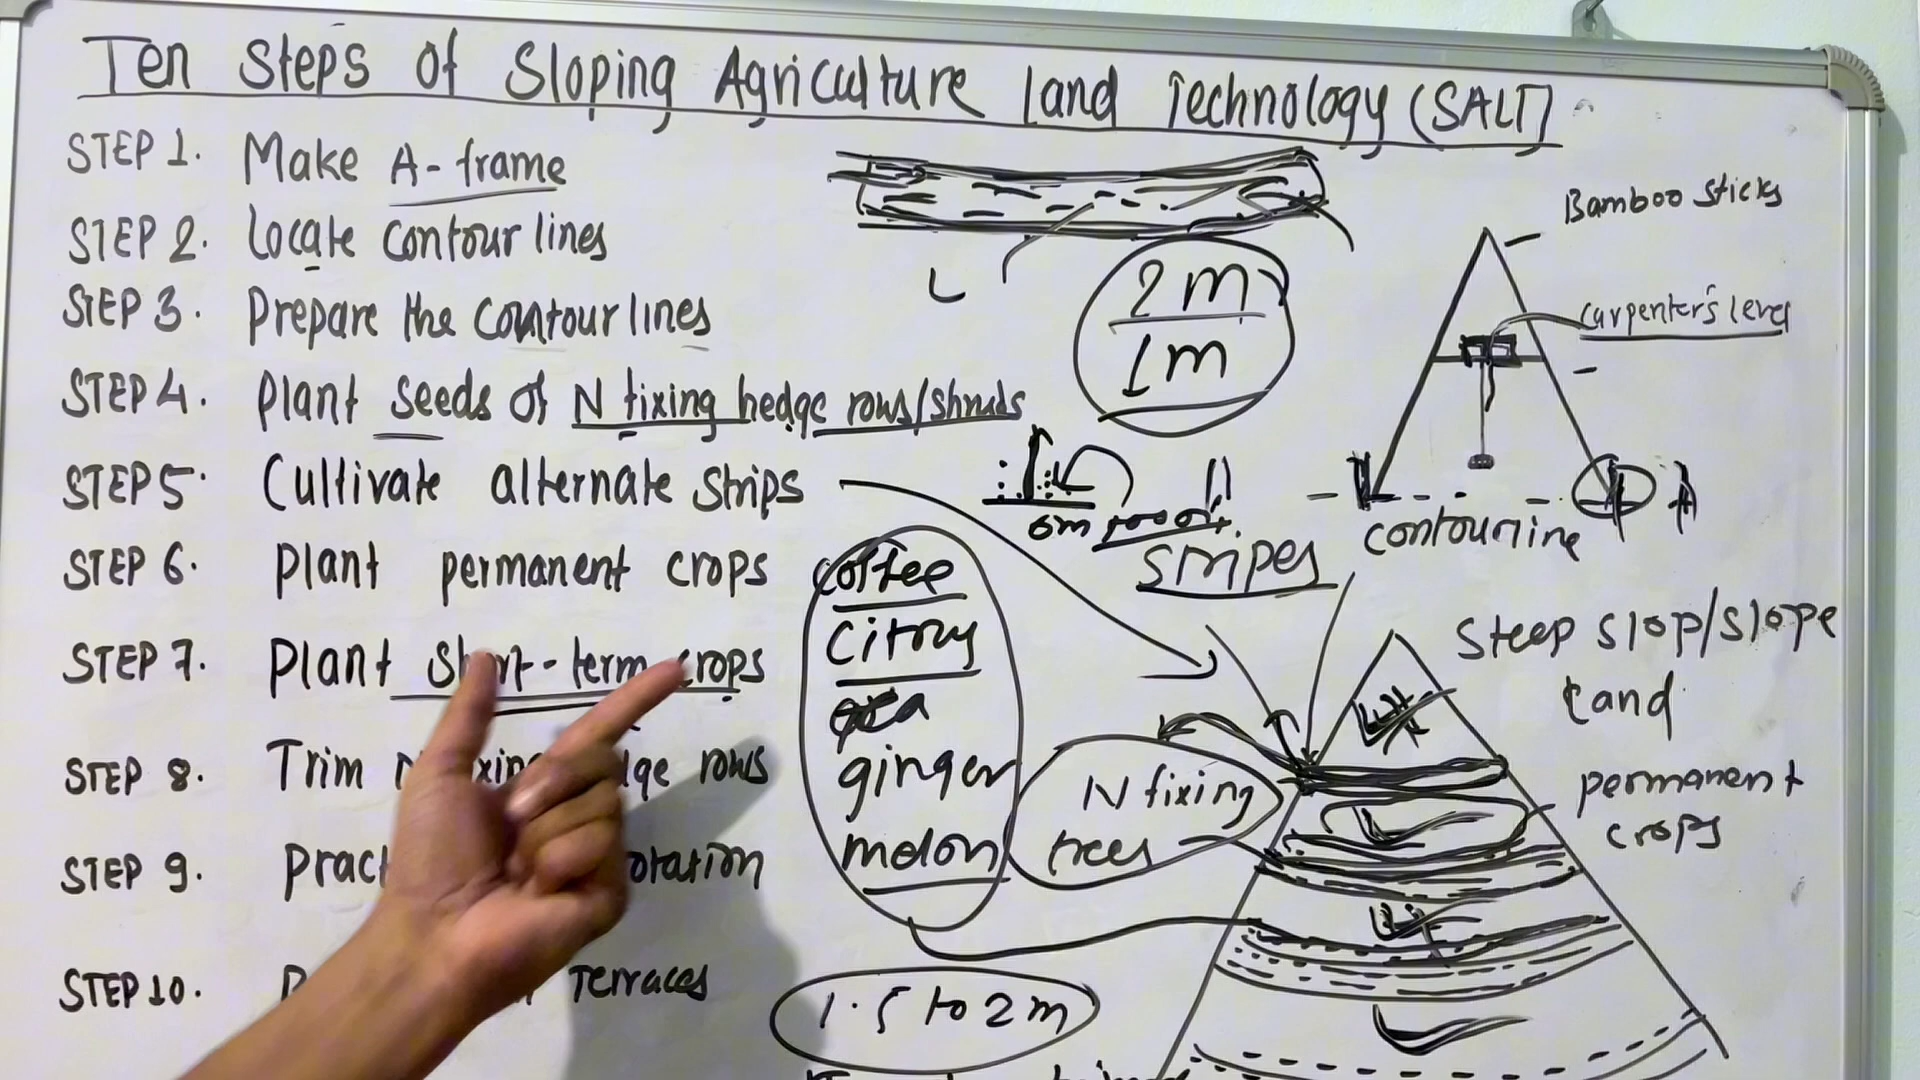 Ten Steps of Sloping Agriculture land Technology (SALT)
STEP 1. Make A-frame
STEP 2. Locate contour lines
STEP 3. Prepare the contour lines
STEP 4. Plant seeds of N fixing hedge rows/shrubs
STEP 5. Cultivate alternate strips
STEP 6. Plant permanent crops
STEP 7. Plant Short-term crops
STEP 8. Trim rows
STEP 9.
STEP 10. Terraces
2m
1m
Bamboo sticks
carpenter's level
contourline
6m
stripes
coffee
Citrus
ginger
melon
N fixing
trees
Steep slop/slope
land
permanent
crops
1.5 to 2m